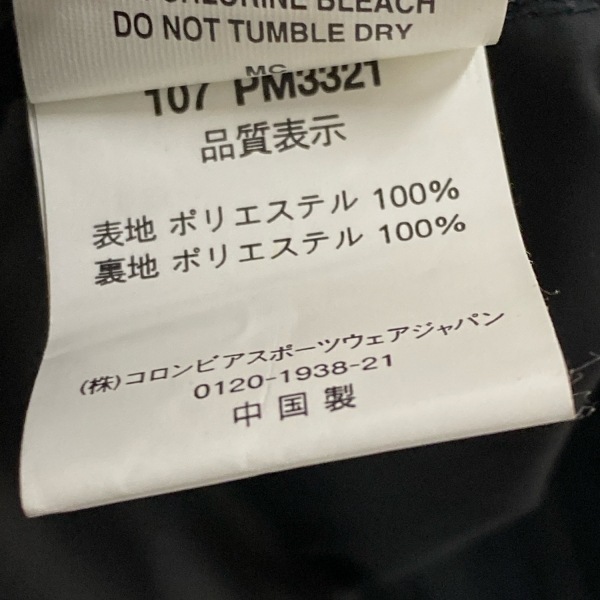 CHLORINE BLEACH
DO NOT TUMBLE DRY
MC
107 PM3321
品質表示
表地 ポリエステル 100%
裏地 ポリエステル 100%
(株)コロンビアスポーツウェアジャパン
0120-1938-21
中国製